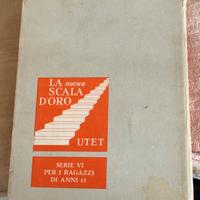 LA nuova
SCALA
D'ORO
UTET
SERIE VI
PER I RAGAZZI
DI ANNI 11